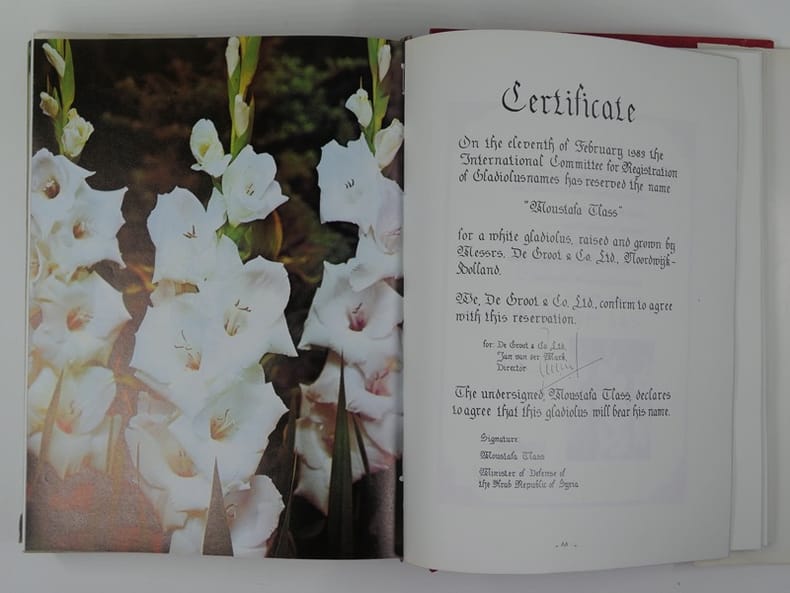 Certificate
On the eleventh of February 1983 the
International Committee for Registration
of Gladiolusnames has reserved the name
"Moustafa Tlass"
for a white gladiolus, raised and grown by
Messrs. De Groot & Co. Ltd., Noordwijk-
Holland.
We, De Groot & Co. Ltd., confirm to agree
with this reservation.
for: De Groot & Co. Ltd.
Jan van der Mark,
Director
The undersigned, Moustafa Tlass, declares
to agree that this gladiolus will bear his name.
Signature:
Moustafa Tlass
Minister of Defense of
the Arab Republic of Syria